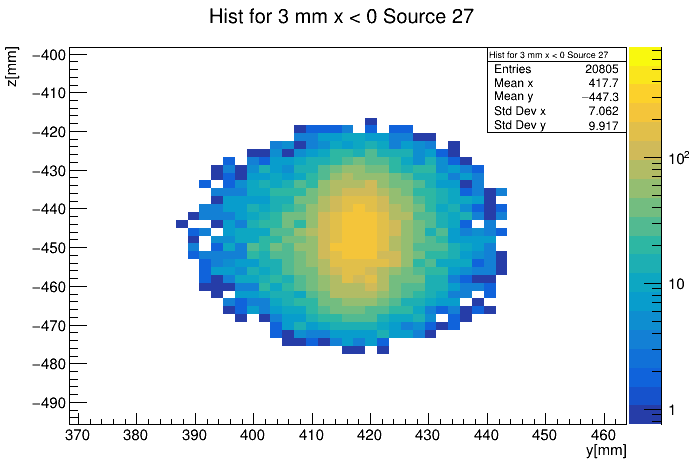 Hist for 3 mm x < 0 Source 27
z[mm]
Hist for 3 mm x < 0 Source 27
Entries 20805
Mean x 417.7
Mean y −447.3
Std Dev x 7.062
Std Dev y 9.917
−400
−410
−420
−430
−440
−450
−460
−470
−480
−490
10²
10
1
370 380 390 400 410 420 430 440 450 460
y[mm]